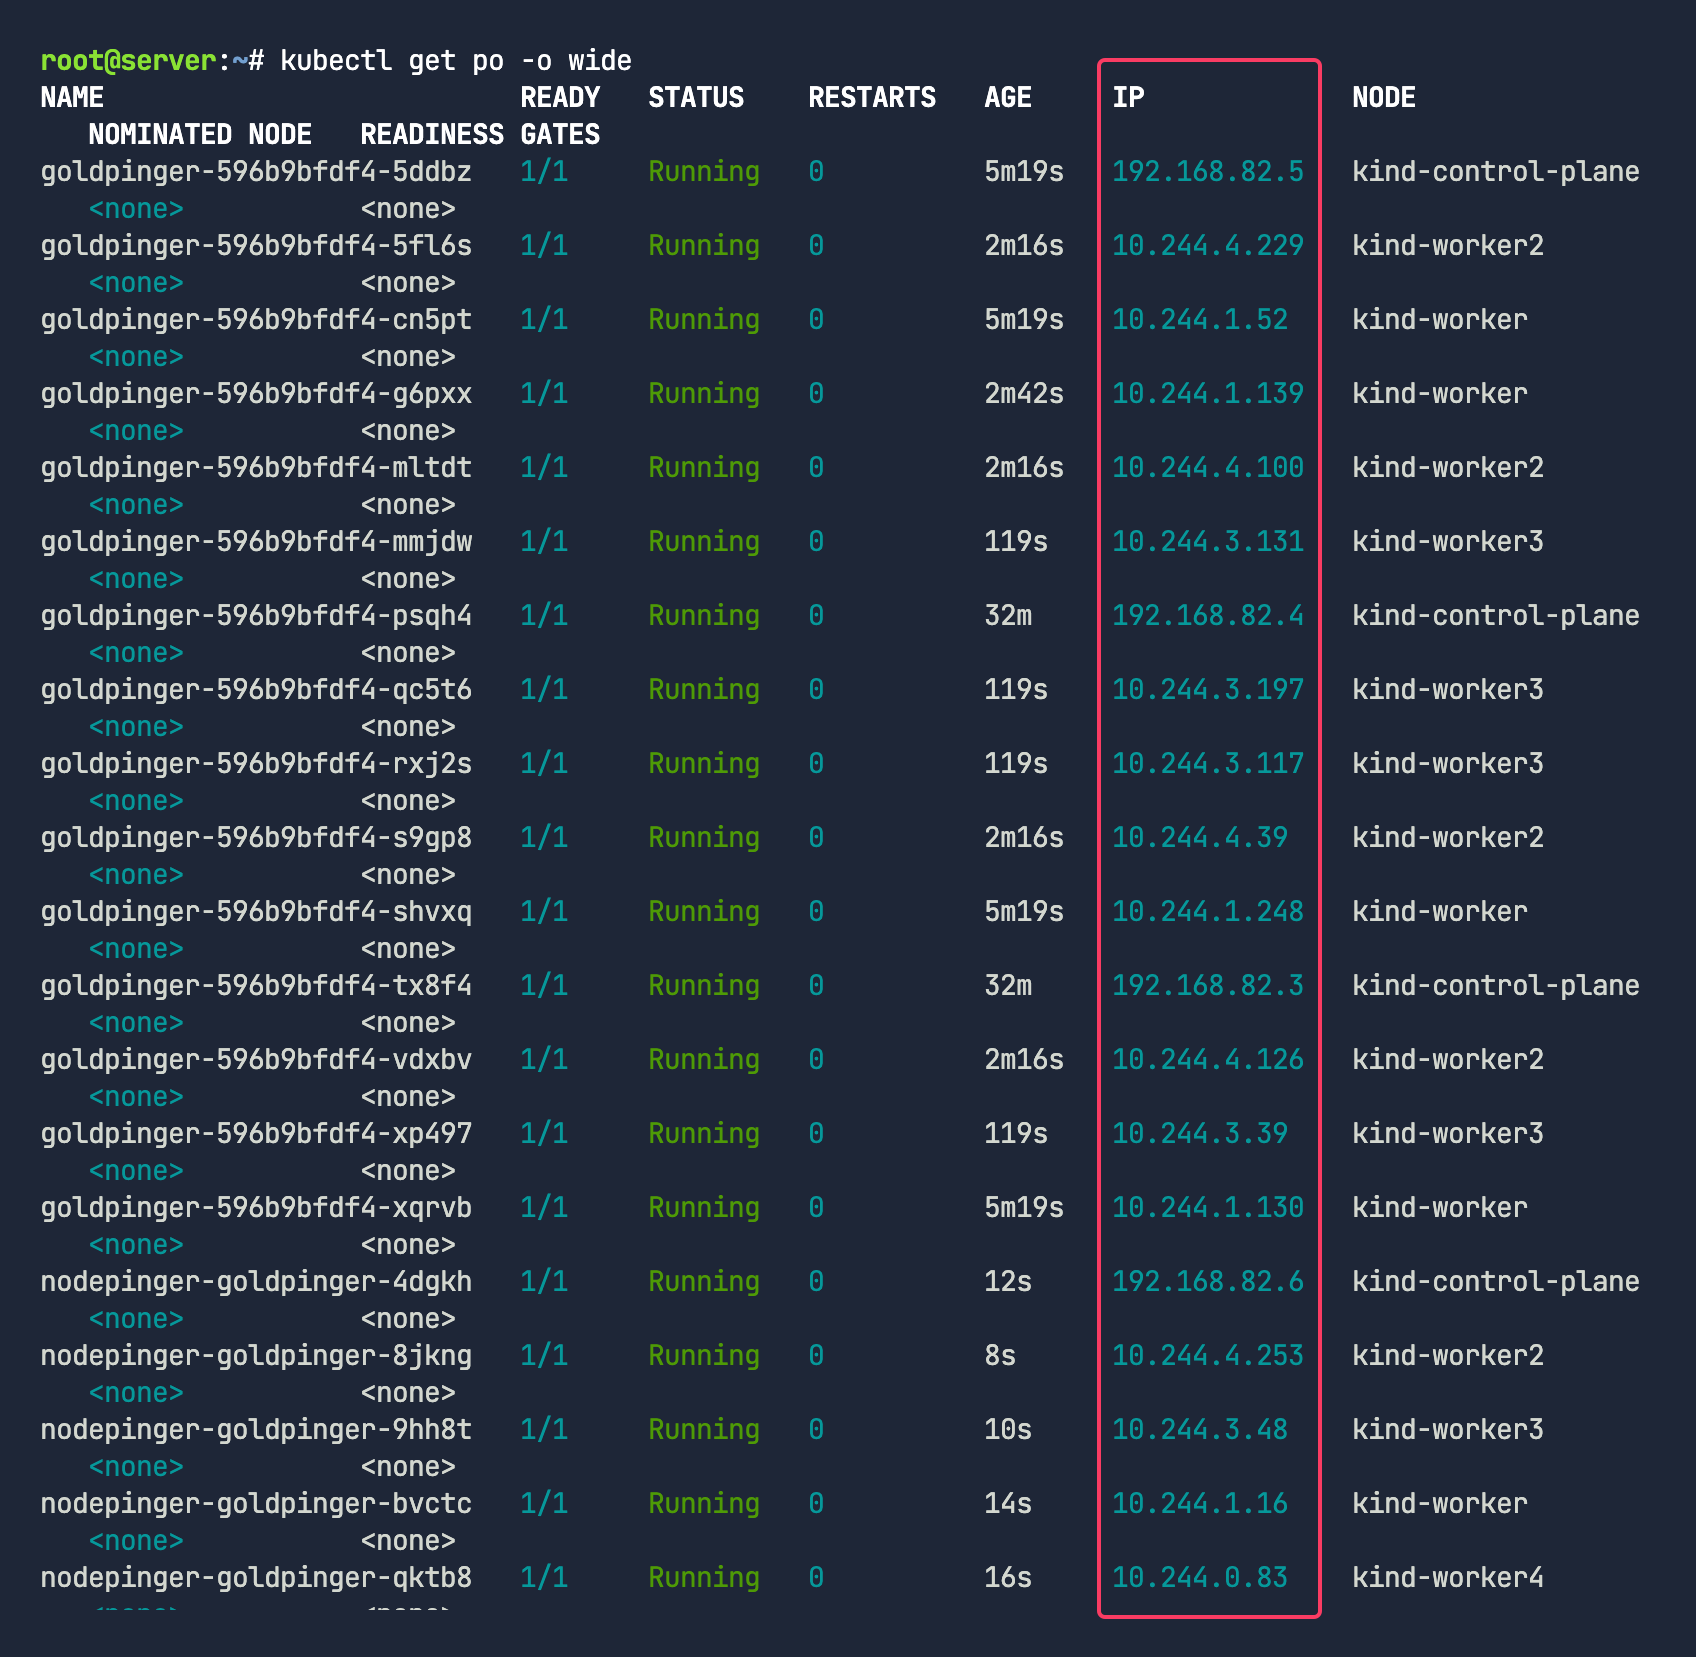 root@server:~# kubectl get po -o wide
NAME                          READY   STATUS    RESTARTS   AGE     IP             NODE
   NOMINATED NODE   READINESS GATES
goldpinger-596b9bfdf4-5ddbz   1/1     Running   0          5m19s   192.168.82.5   kind-control-plane
   <none>           <none>
goldpinger-596b9bfdf4-5fl6s   1/1     Running   0          2m16s   10.244.4.229   kind-worker2
   <none>           <none>
goldpinger-596b9bfdf4-cn5pt   1/1     Running   0          5m19s   10.244.1.52    kind-worker
   <none>           <none>
goldpinger-596b9bfdf4-g6pxx   1/1     Running   0          2m42s   10.244.1.139   kind-worker
   <none>           <none>
goldpinger-596b9bfdf4-mltdt   1/1     Running   0          2m16s   10.244.4.100   kind-worker2
   <none>           <none>
goldpinger-596b9bfdf4-mmjdw   1/1     Running   0          119s    10.244.3.131   kind-worker3
   <none>           <none>
goldpinger-596b9bfdf4-psqh4   1/1     Running   0          32m     192.168.82.4   kind-control-plane
   <none>           <none>
goldpinger-596b9bfdf4-qc5t6   1/1     Running   0          119s    10.244.3.197   kind-worker3
   <none>           <none>
goldpinger-596b9bfdf4-rxj2s   1/1     Running   0          119s    10.244.3.117   kind-worker3
   <none>           <none>
goldpinger-596b9bfdf4-s9gp8   1/1     Running   0          2m16s   10.244.4.39    kind-worker2
   <none>           <none>
goldpinger-596b9bfdf4-shvxq   1/1     Running   0          5m19s   10.244.1.248   kind-worker
   <none>           <none>
goldpinger-596b9bfdf4-tx8f4   1/1     Running   0          32m     192.168.82.3   kind-control-plane
   <none>           <none>
goldpinger-596b9bfdf4-vdxbv   1/1     Running   0          2m16s   10.244.4.126   kind-worker2
   <none>           <none>
goldpinger-596b9bfdf4-xp497   1/1     Running   0          119s    10.244.3.39    kind-worker3
   <none>           <none>
goldpinger-596b9bfdf4-xqrvb   1/1     Running   0          5m19s   10.244.1.130   kind-worker
   <none>           <none>
nodepinger-goldpinger-4dgkh   1/1     Running   0          12s     192.168.82.6   kind-control-plane
   <none>           <none>
nodepinger-goldpinger-8jkng   1/1     Running   0          8s      10.244.4.253   kind-worker2
   <none>           <none>
nodepinger-goldpinger-9hh8t   1/1     Running   0          10s     10.244.3.48    kind-worker3
   <none>           <none>
nodepinger-goldpinger-bvctc   1/1     Running   0          14s     10.244.1.16    kind-worker
   <none>           <none>
nodepinger-goldpinger-qktb8   1/1     Running   0          16s     10.244.0.83    kind-worker4